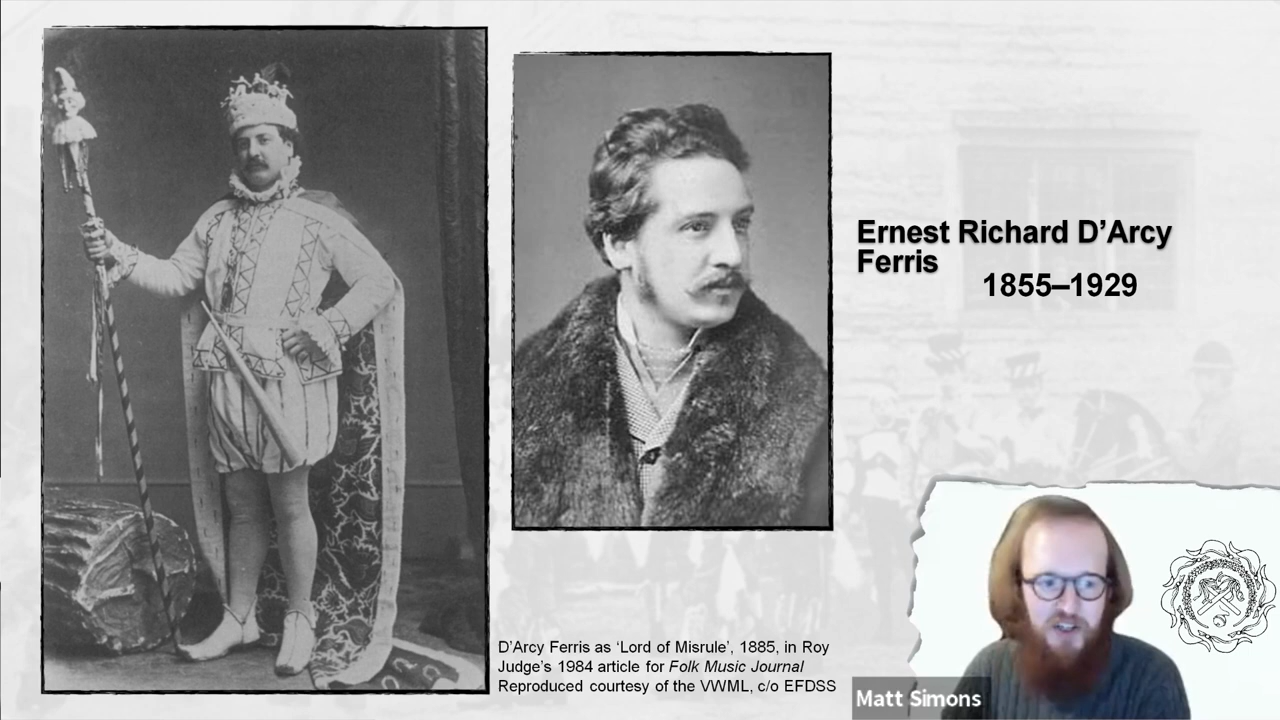 Ernest Richard D’Arcy
Ferris
1855–1929
D’Arcy Ferris as ‘Lord of Misrule’, 1885, in Roy
Judge’s 1984 article for Folk Music Journal
Reproduced courtesy of the VWML, c/o EFDSS
Matt Simons